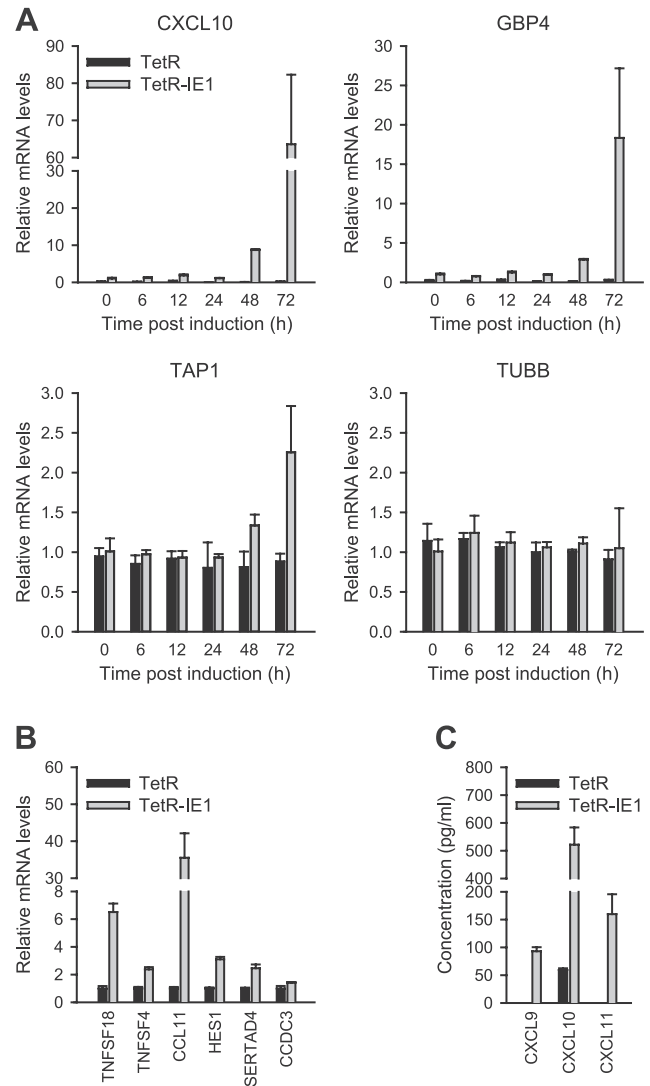 A
CXCL10
GBP4
Relative mRNA levels
90
80
70
60
30
20
10
0
TetR
TetR-IE1
0 6 12 24 48 72
Time post induction (h)
Relative mRNA levels
30
25
20
15
10
5
0
0 6 12 24 48 72
Time post induction (h)
TAP1
TUBB
Relative mRNA levels
3.0
2.5
2.0
1.5
1.0
0.5
0.0
0 6 12 24 48 72
Time post induction (h)
Relative mRNA levels
3.0
2.5
2.0
1.5
1.0
0.5
0.0
0 6 12 24 48 72
Time post induction (h)
B
Relative mRNA levels
60
50
40
30
8
6
4
2
0
TetR
TetR-IE1
TNFSF18
TNFSF4
CCL11
HES1
SERTAD4
CCDC3
C
Concentration (pg/ml)
800
700
600
500
400
200
150
100
50
0
TetR
TetR-IE1
CXCL9
CXCL10
CXCL11